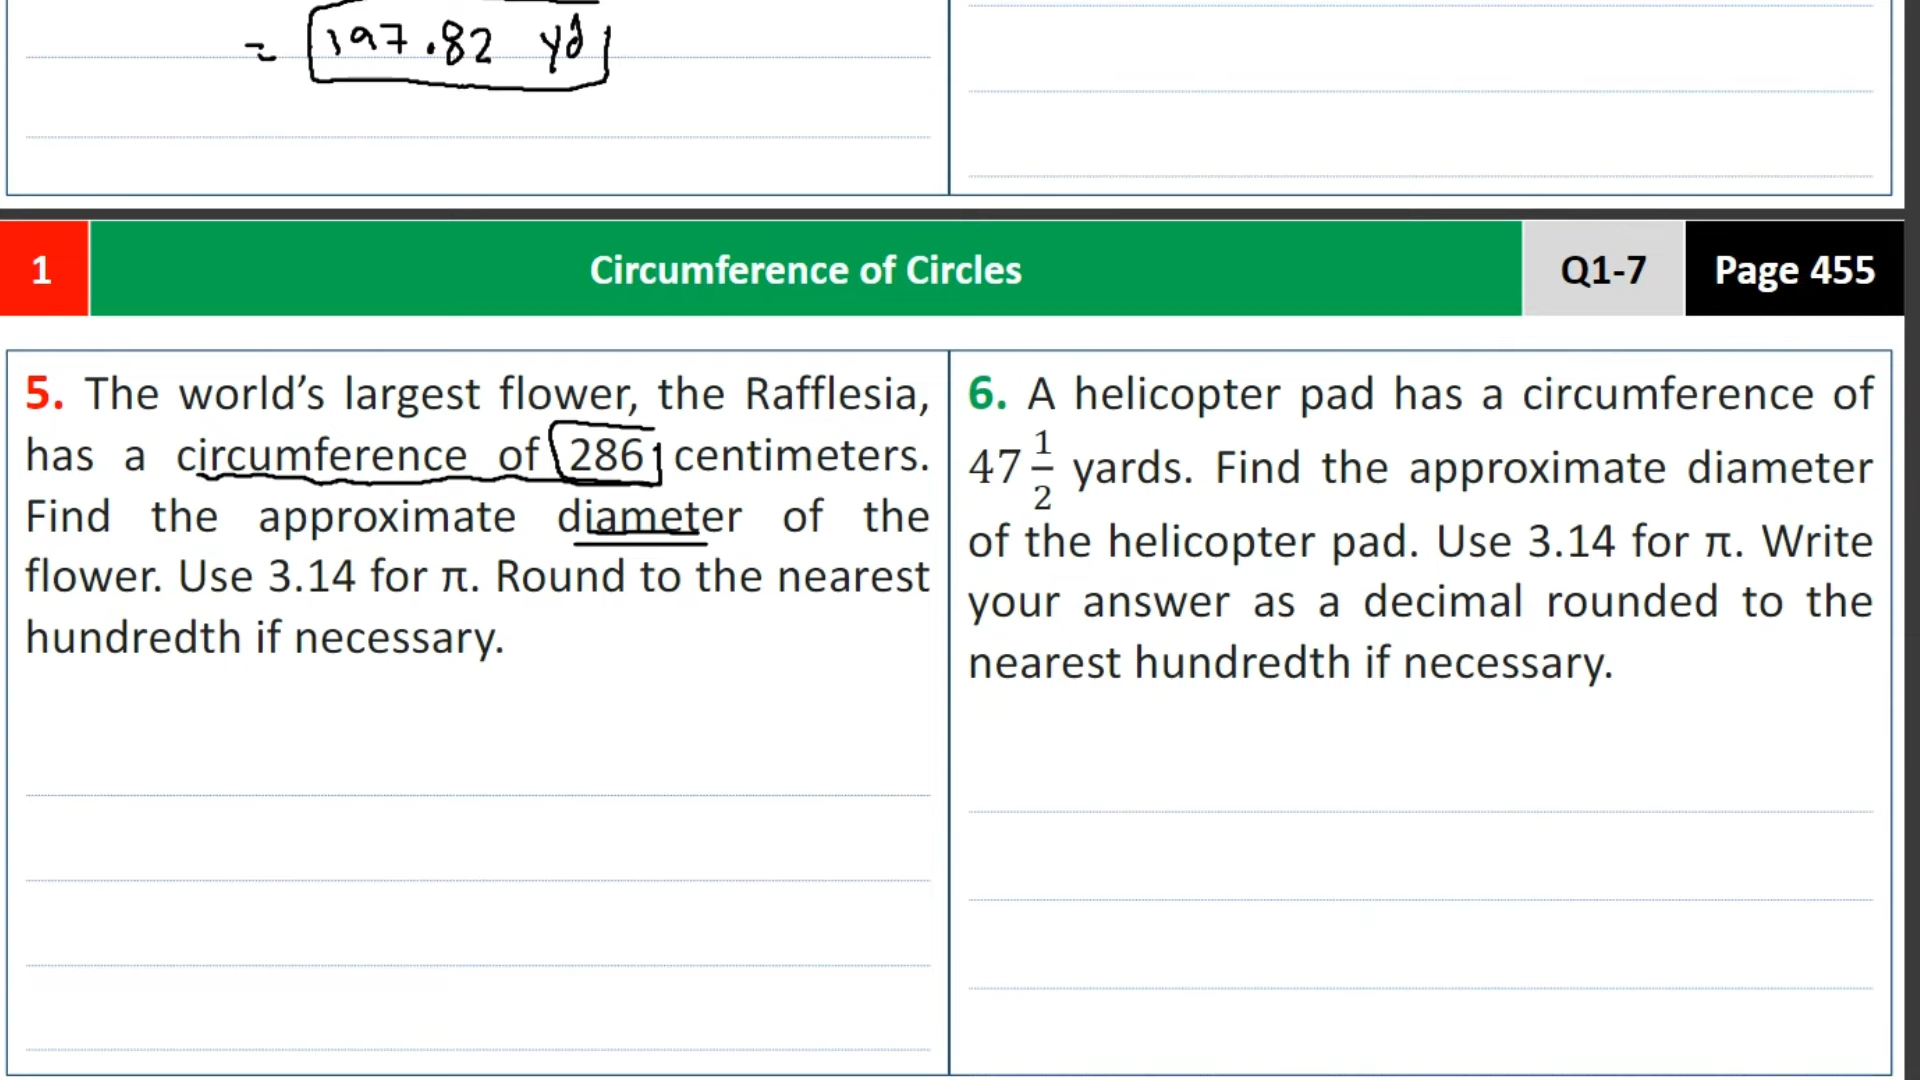 = 197.82 yd
1 Circumference of Circles Q1-7 Page 455
5. The world’s largest flower, the Rafflesia,
has a circumference of 286 centimeters.
Find the approximate diameter of the
flower. Use 3.14 for π. Round to the nearest
hundredth if necessary.
6. A helicopter pad has a circumference of
47 1/2 yards. Find the approximate diameter
of the helicopter pad. Use 3.14 for π. Write
your answer as a decimal rounded to the
nearest hundredth if necessary.